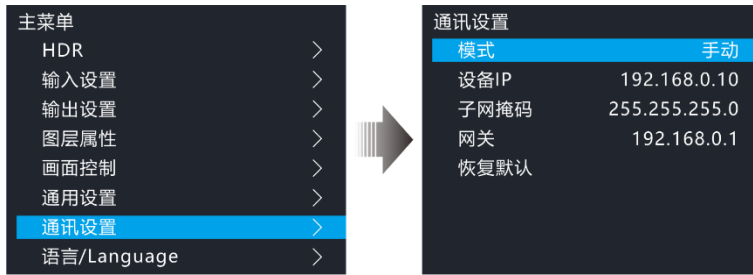 主菜单
HDR
输入设置
输出设置
图层属性
画面控制
通用设置
通讯设置
语言/Language
通讯设置
模式 手动
设备IP 192.168.0.10
子网掩码 255.255.255.0
网关 192.168.0.1
恢复默认